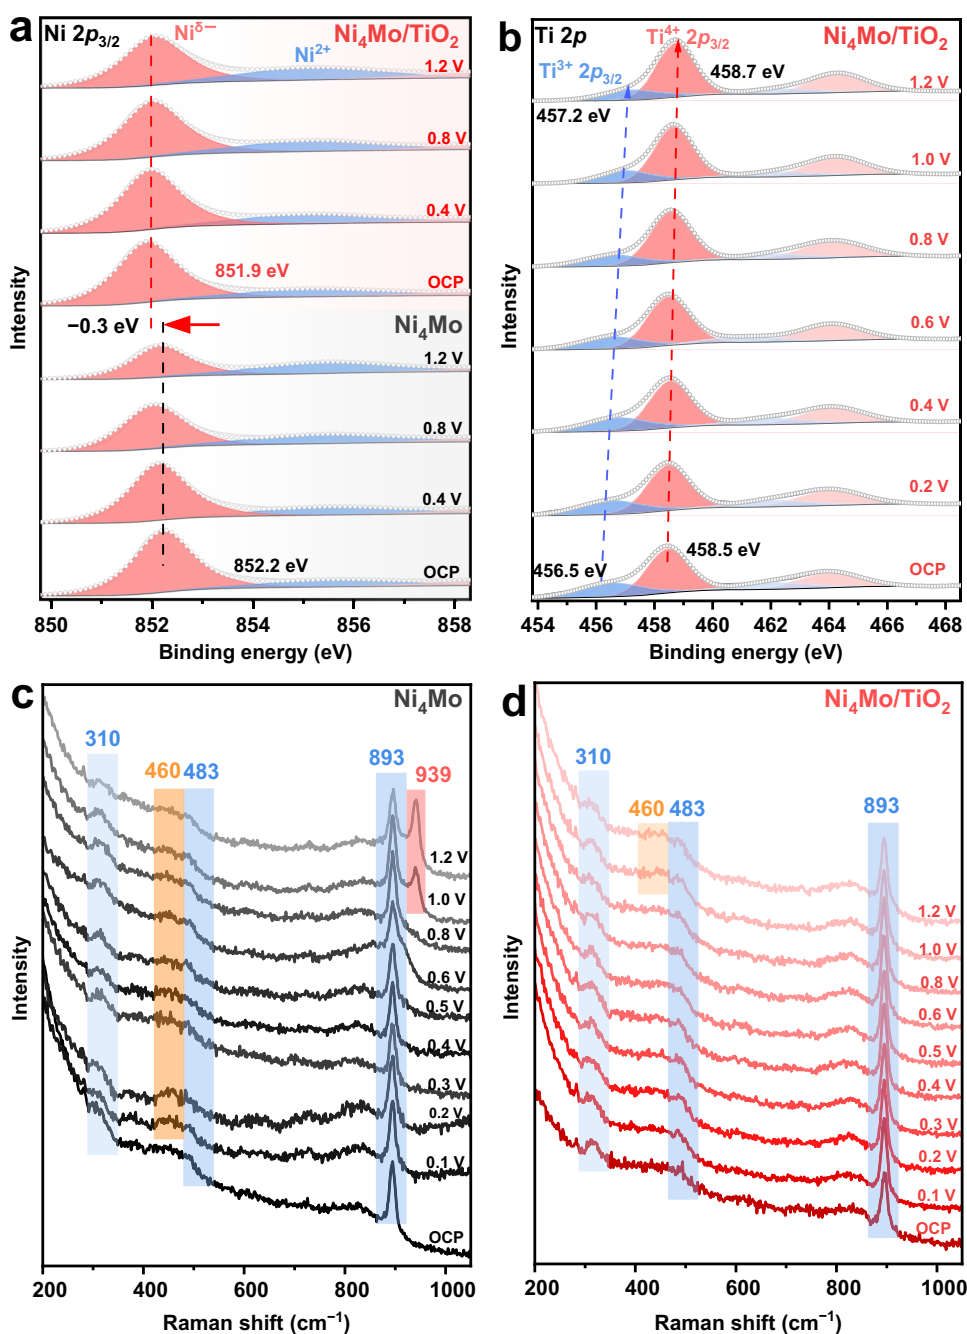 a
Ni 2p3/2
Niδ−
Ni2+
Ni4Mo/TiO2
1.2 V
0.8 V
0.4 V
851.9 eV
OCP
−0.3 eV
Ni4Mo
1.2 V
0.8 V
0.4 V
852.2 eV
OCP
850 852 854 856 858
Binding energy (eV)
Intensity
b
Ti 2p
Ti4+ 2p3/2
Ni4Mo/TiO2
Ti3+ 2p3/2
458.7 eV
1.2 V
457.2 eV
1.0 V
0.8 V
0.6 V
0.4 V
0.2 V
456.5 eV
458.5 eV
OCP
454 456 458 460 462 464 466 468
Binding energy (eV)
Intensity
c
Ni4Mo
310
460
483
893
939
1.2 V
1.0 V
0.8 V
0.6 V
0.5 V
0.4 V
0.3 V
0.2 V
0.1 V
OCP
200 400 600 800 1000
Raman shift (cm−1)
Intensity
d
Ni4Mo/TiO2
310
460
483
893
1.2 V
1.0 V
0.8 V
0.6 V
0.5 V
0.4 V
0.3 V
0.2 V
0.1 V
OCP
200 400 600 800 1000
Raman shift (cm−1)
Intensity